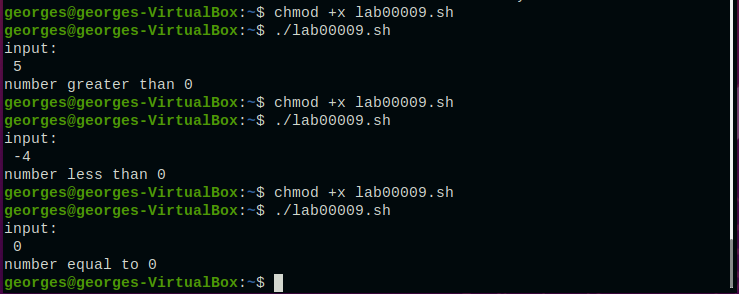 georges@georges-VirtualBox:~$ chmod +x lab00009.sh
georges@georges-VirtualBox:~$ ./lab00009.sh
input:
 5
number greater than 0
georges@georges-VirtualBox:~$ chmod +x lab00009.sh
georges@georges-VirtualBox:~$ ./lab00009.sh
input:
 -4
number less than 0
georges@georges-VirtualBox:~$ chmod +x lab00009.sh
georges@georges-VirtualBox:~$ ./lab00009.sh
input:
 0
number equal to 0
georges@georges-VirtualBox:~$